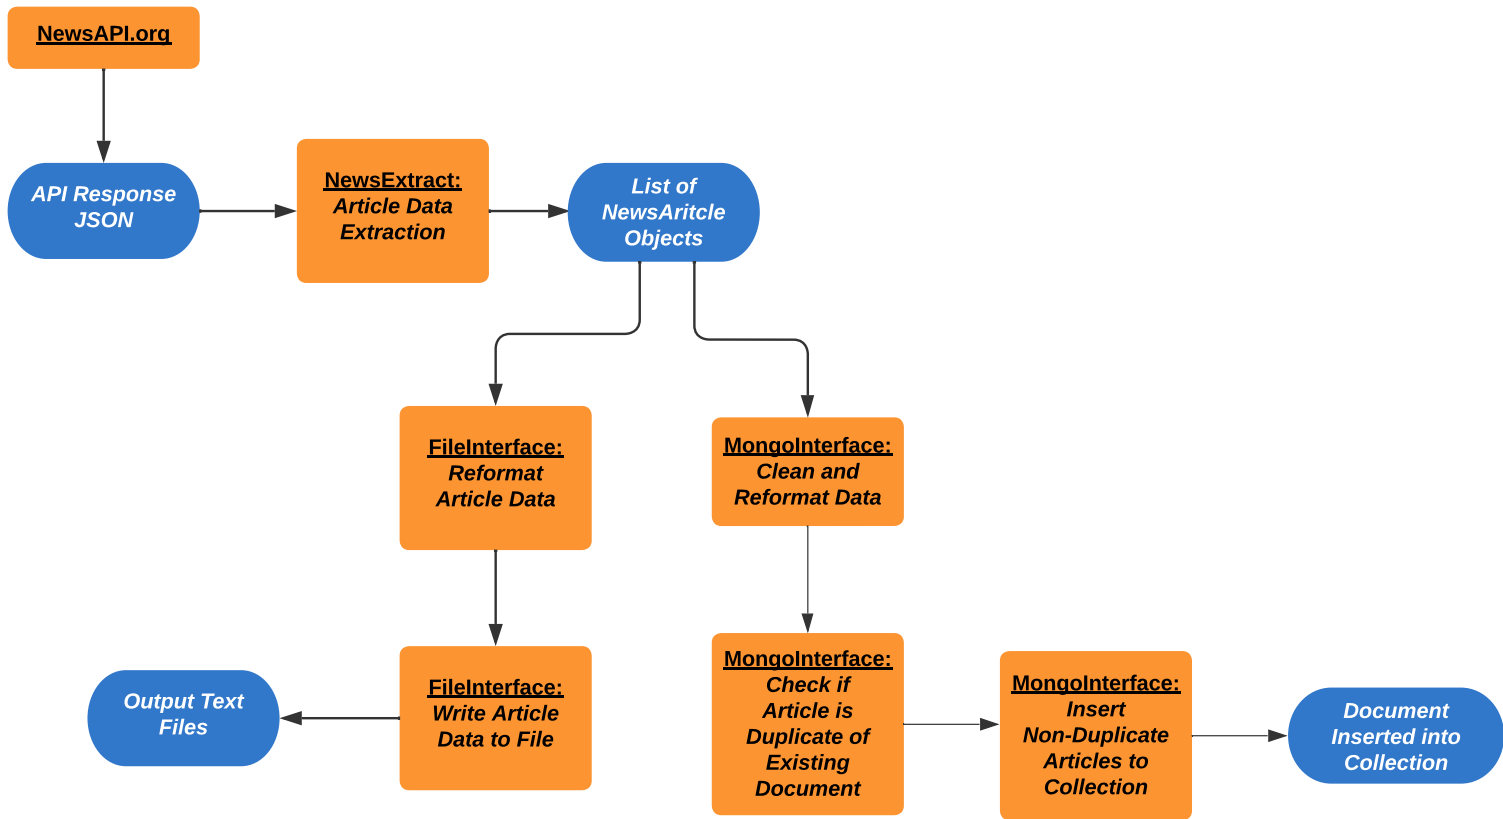 NewsAPI.org
API Response
JSON
NewsExtract:
Article Data
Extraction
List of
NewsAritcle
Objects
FileInterface:
Reformat
Article Data
MongoInterface:
Clean and
Reformat Data
Output Text
Files
FileInterface:
Write Article
Data to File
MongoInterface:
Check if
Article is
Duplicate of
Existing
Document
MongoInterface:
Insert
Non-Duplicate
Articles to
Collection
Document
Inserted into
Collection